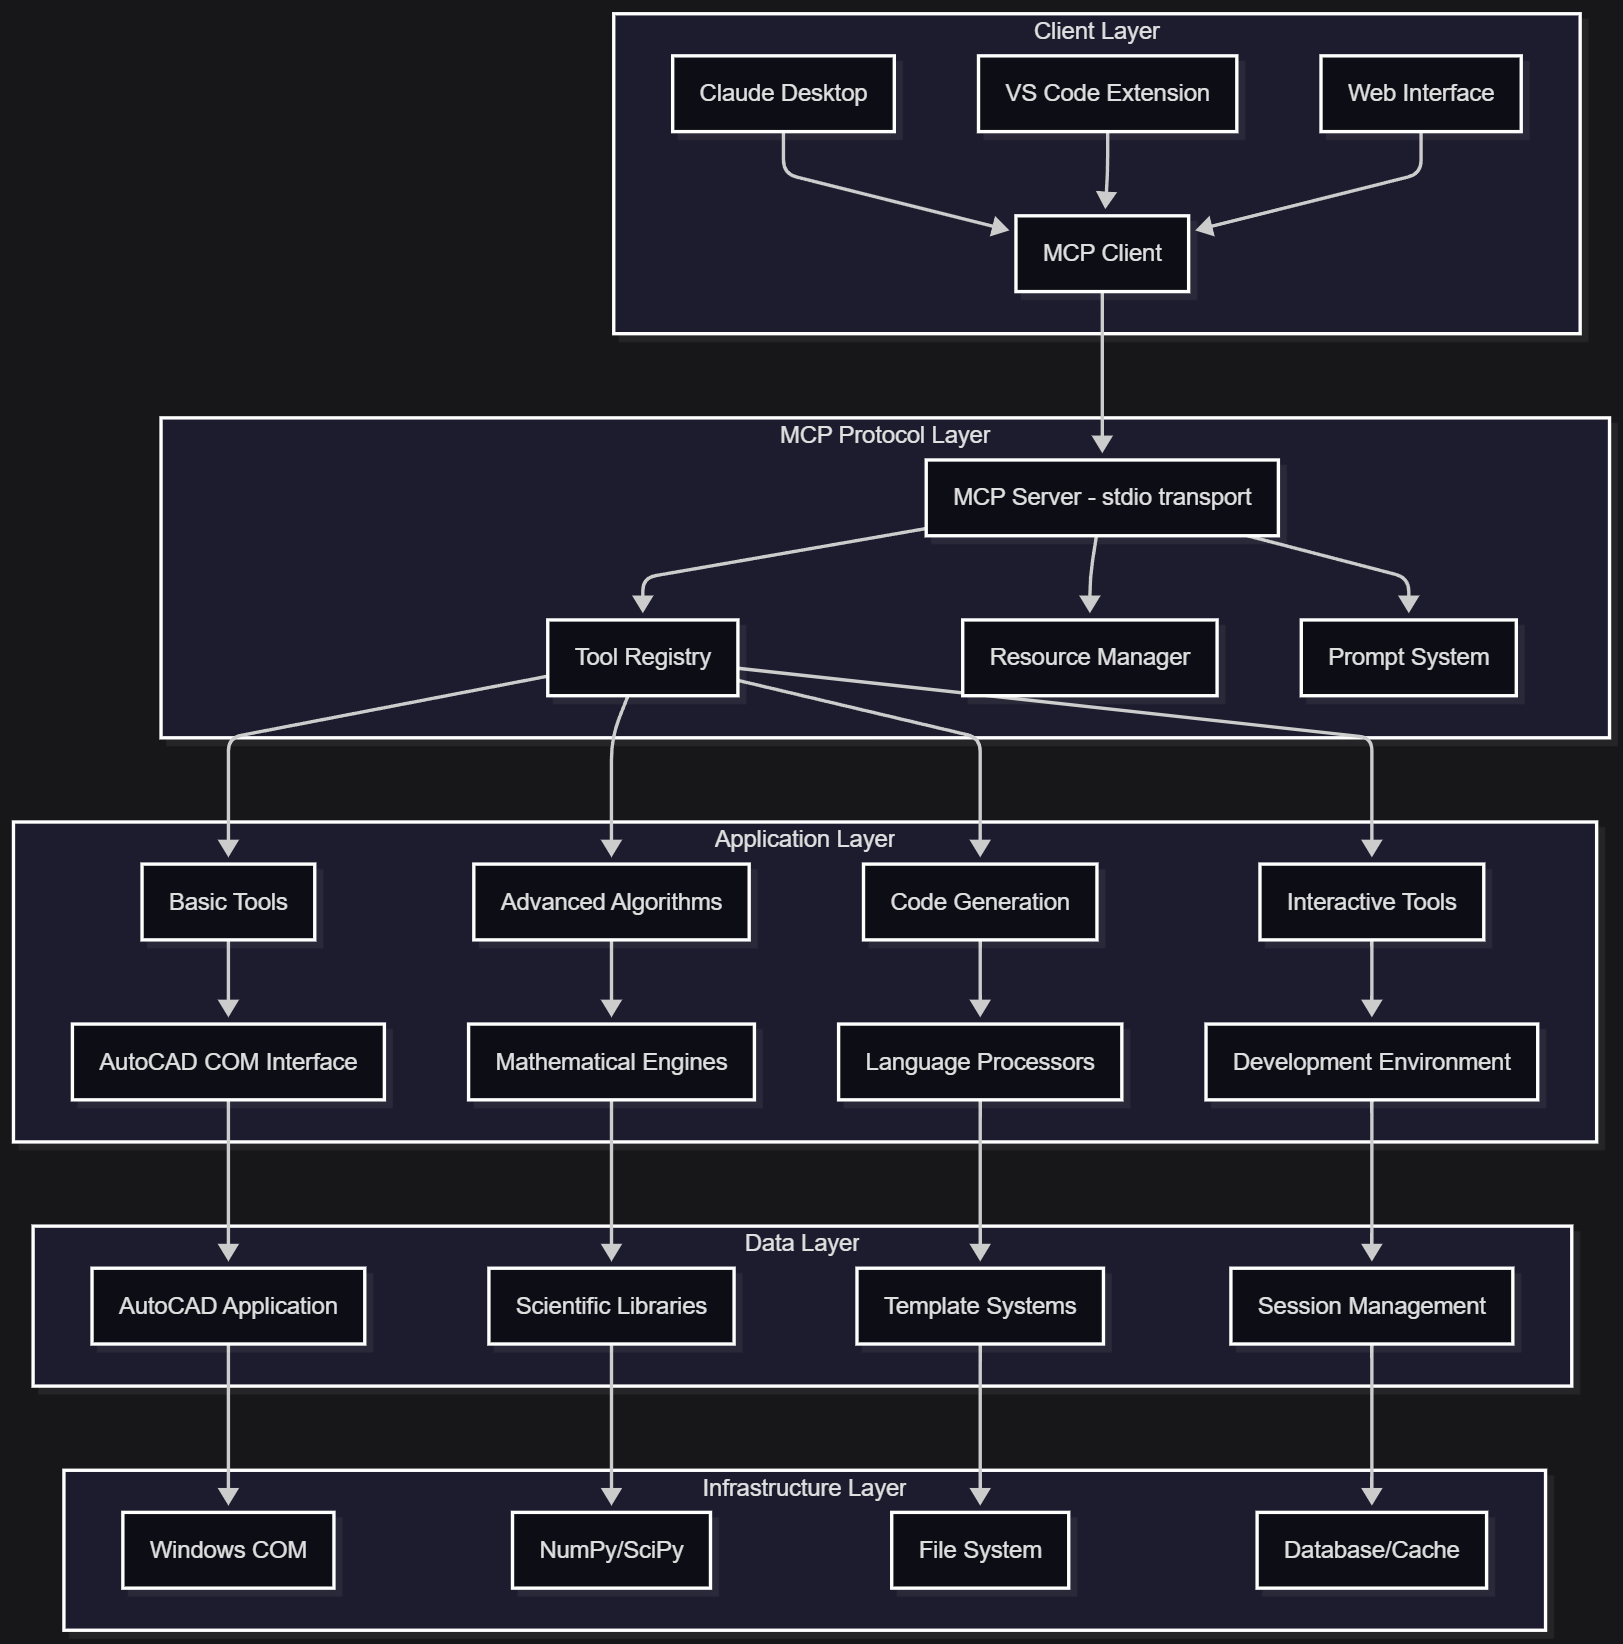 Client Layer
Claude Desktop
VS Code Extension
Web Interface
MCP Client
MCP Protocol Layer
MCP Server - stdio transport
Tool Registry
Resource Manager
Prompt System
Application Layer
Basic Tools
Advanced Algorithms
Code Generation
Interactive Tools
AutoCAD COM Interface
Mathematical Engines
Language Processors
Development Environment
Data Layer
AutoCAD Application
Scientific Libraries
Template Systems
Session Management
Infrastructure Layer
Windows COM
NumPy/SciPy
File System
Database/Cache